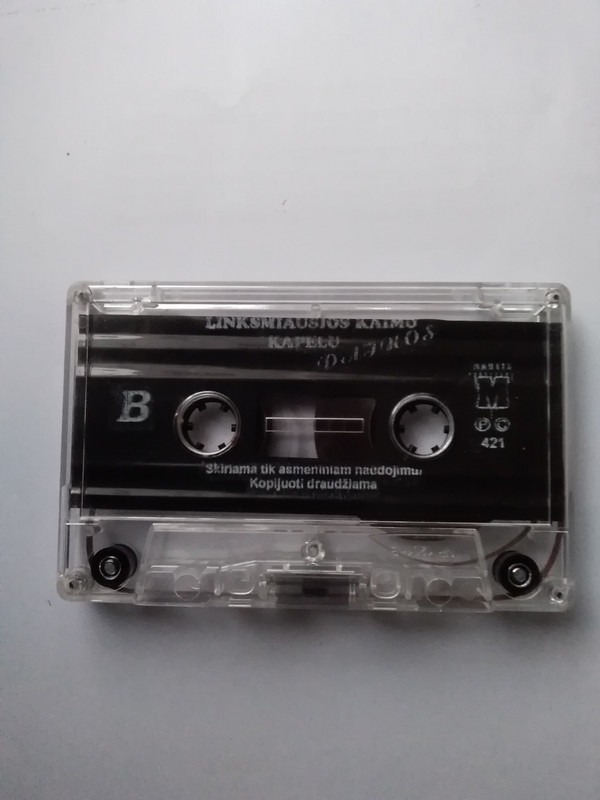 LINKSMIAUSIOS KAIMO
KAPELŲ
DAINOS
B
M
P C
421
Skiriama tik asmeniniam naudojimui
Kopijuoti draudžiama